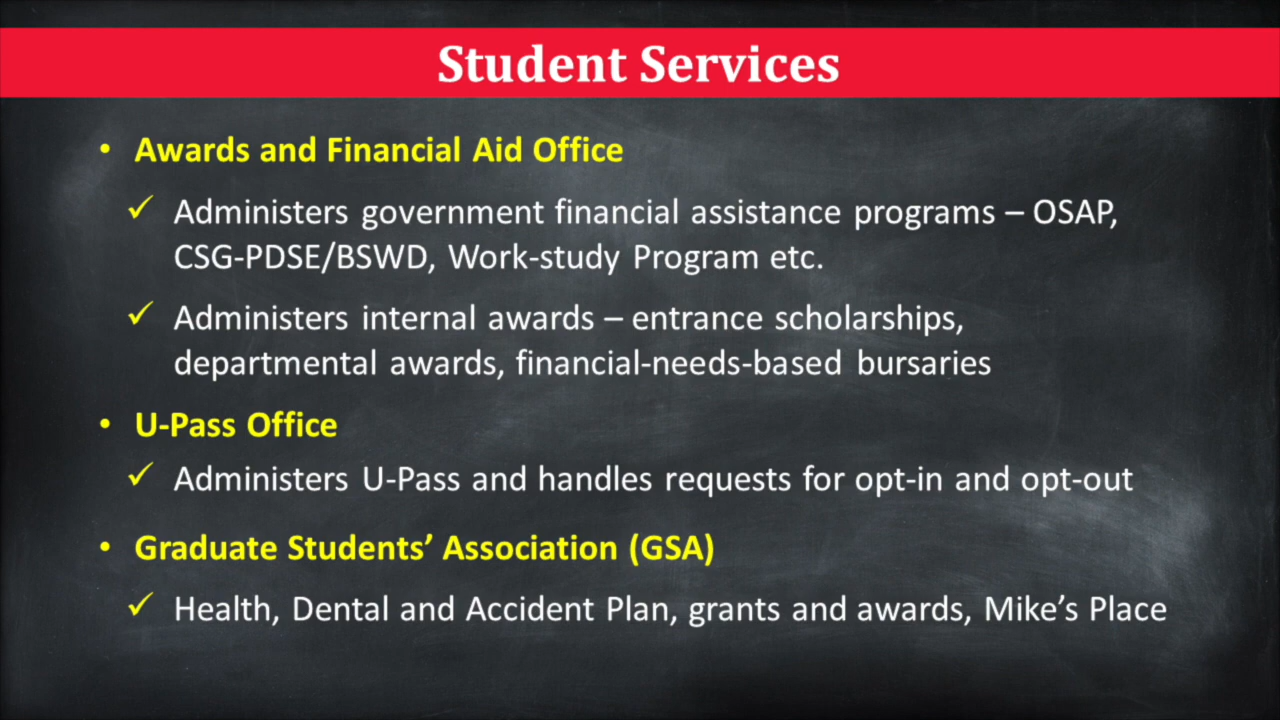 Student Services
• Awards and Financial Aid Office
✓ Administers government financial assistance programs – OSAP,
CSG-PDSE/BSWD, Work-study Program etc.
✓ Administers internal awards – entrance scholarships,
departmental awards, financial-needs-based bursaries
• U-Pass Office
✓ Administers U-Pass and handles requests for opt-in and opt-out
• Graduate Students’ Association (GSA)
✓ Health, Dental and Accident Plan, grants and awards, Mike’s Place